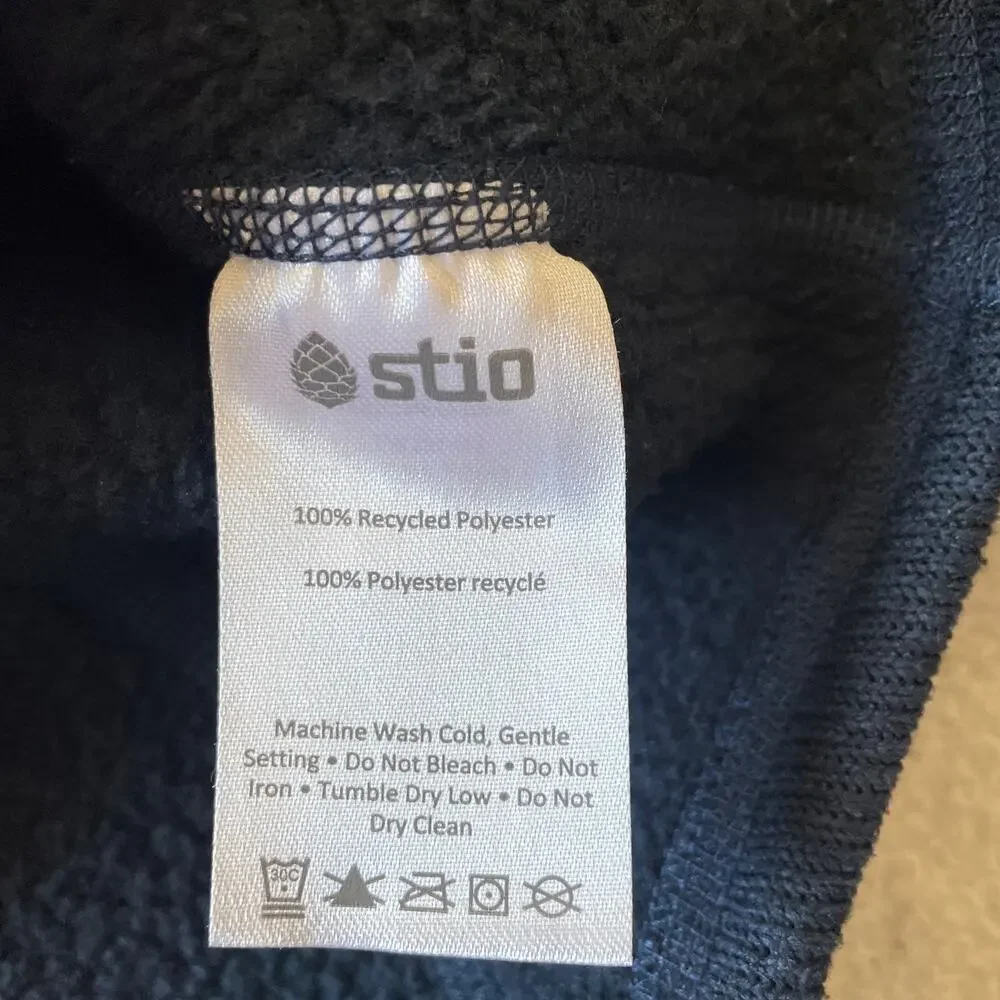 stio
100% Recycled Polyester
100% Polyester recyclé
Machine Wash Cold, Gentle
Setting • Do Not Bleach • Do Not
Iron • Tumble Dry Low • Do Not
Dry Clean
30C